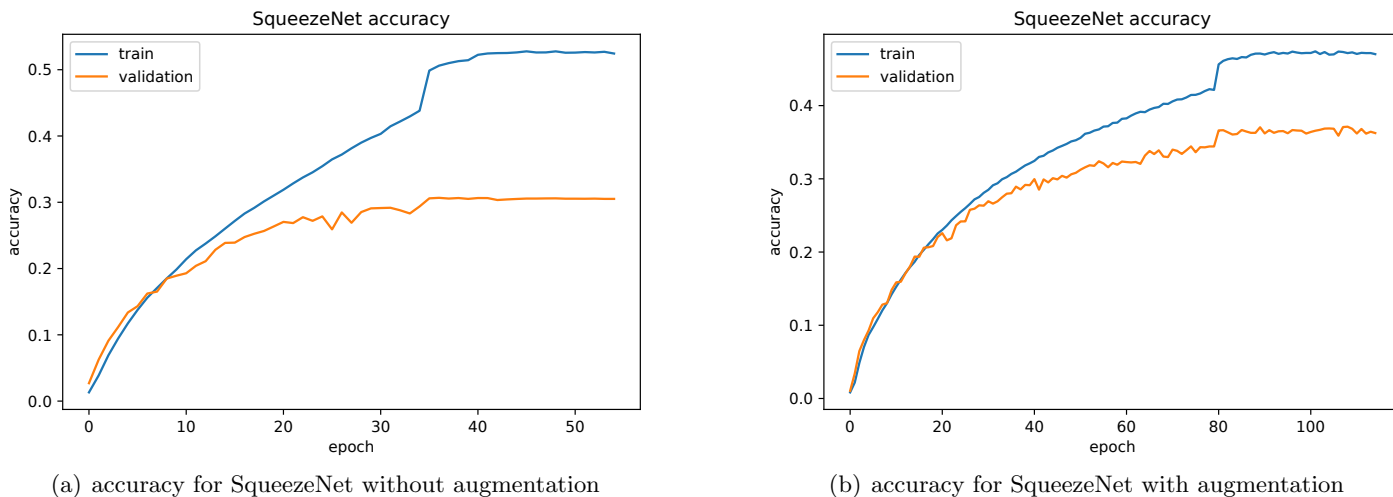 SqueezeNet accuracy
train
validation
0.5
0.4
0.3
0.2
0.1
0.0
accuracy
0 10 20 30 40 50
epoch
(a) accuracy for SqueezeNet without augmentation
SqueezeNet accuracy
train
validation
0.4
0.3
0.2
0.1
0.0
accuracy
0 20 40 60 80 100
epoch
(b) accuracy for SqueezeNet with augmentation